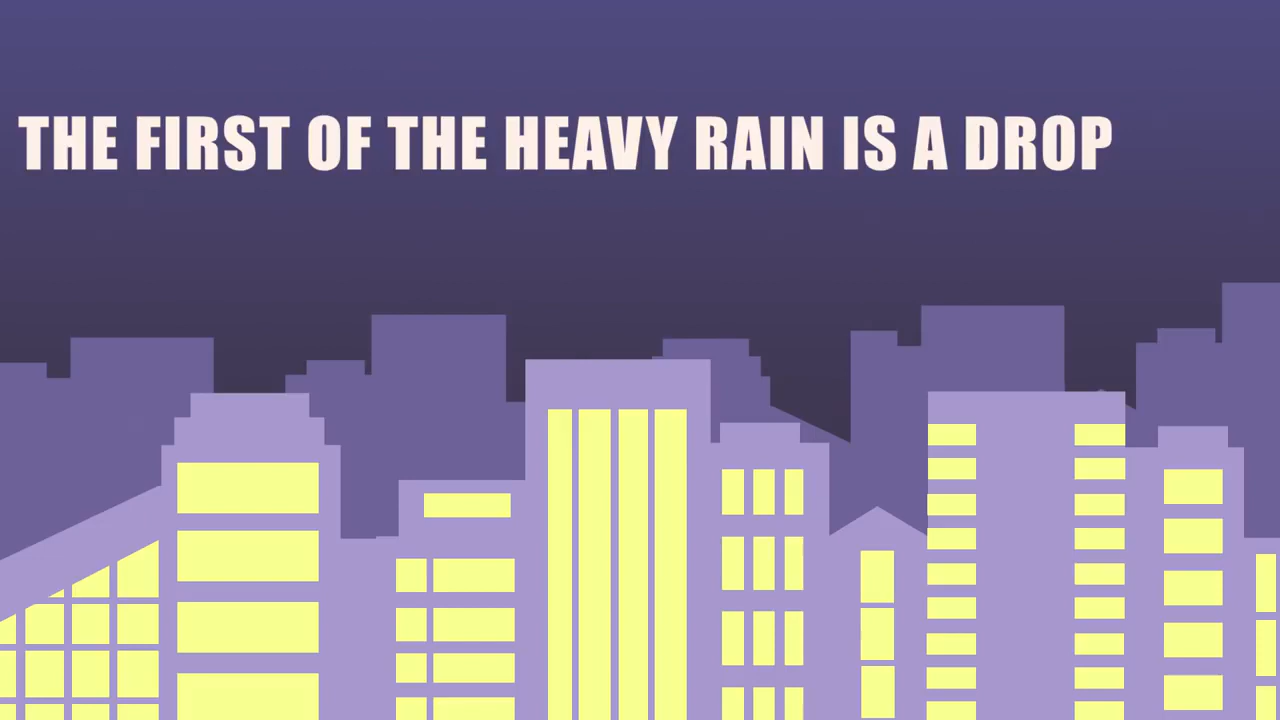 THE FIRST OF THE HEAVY RAIN IS A DROP